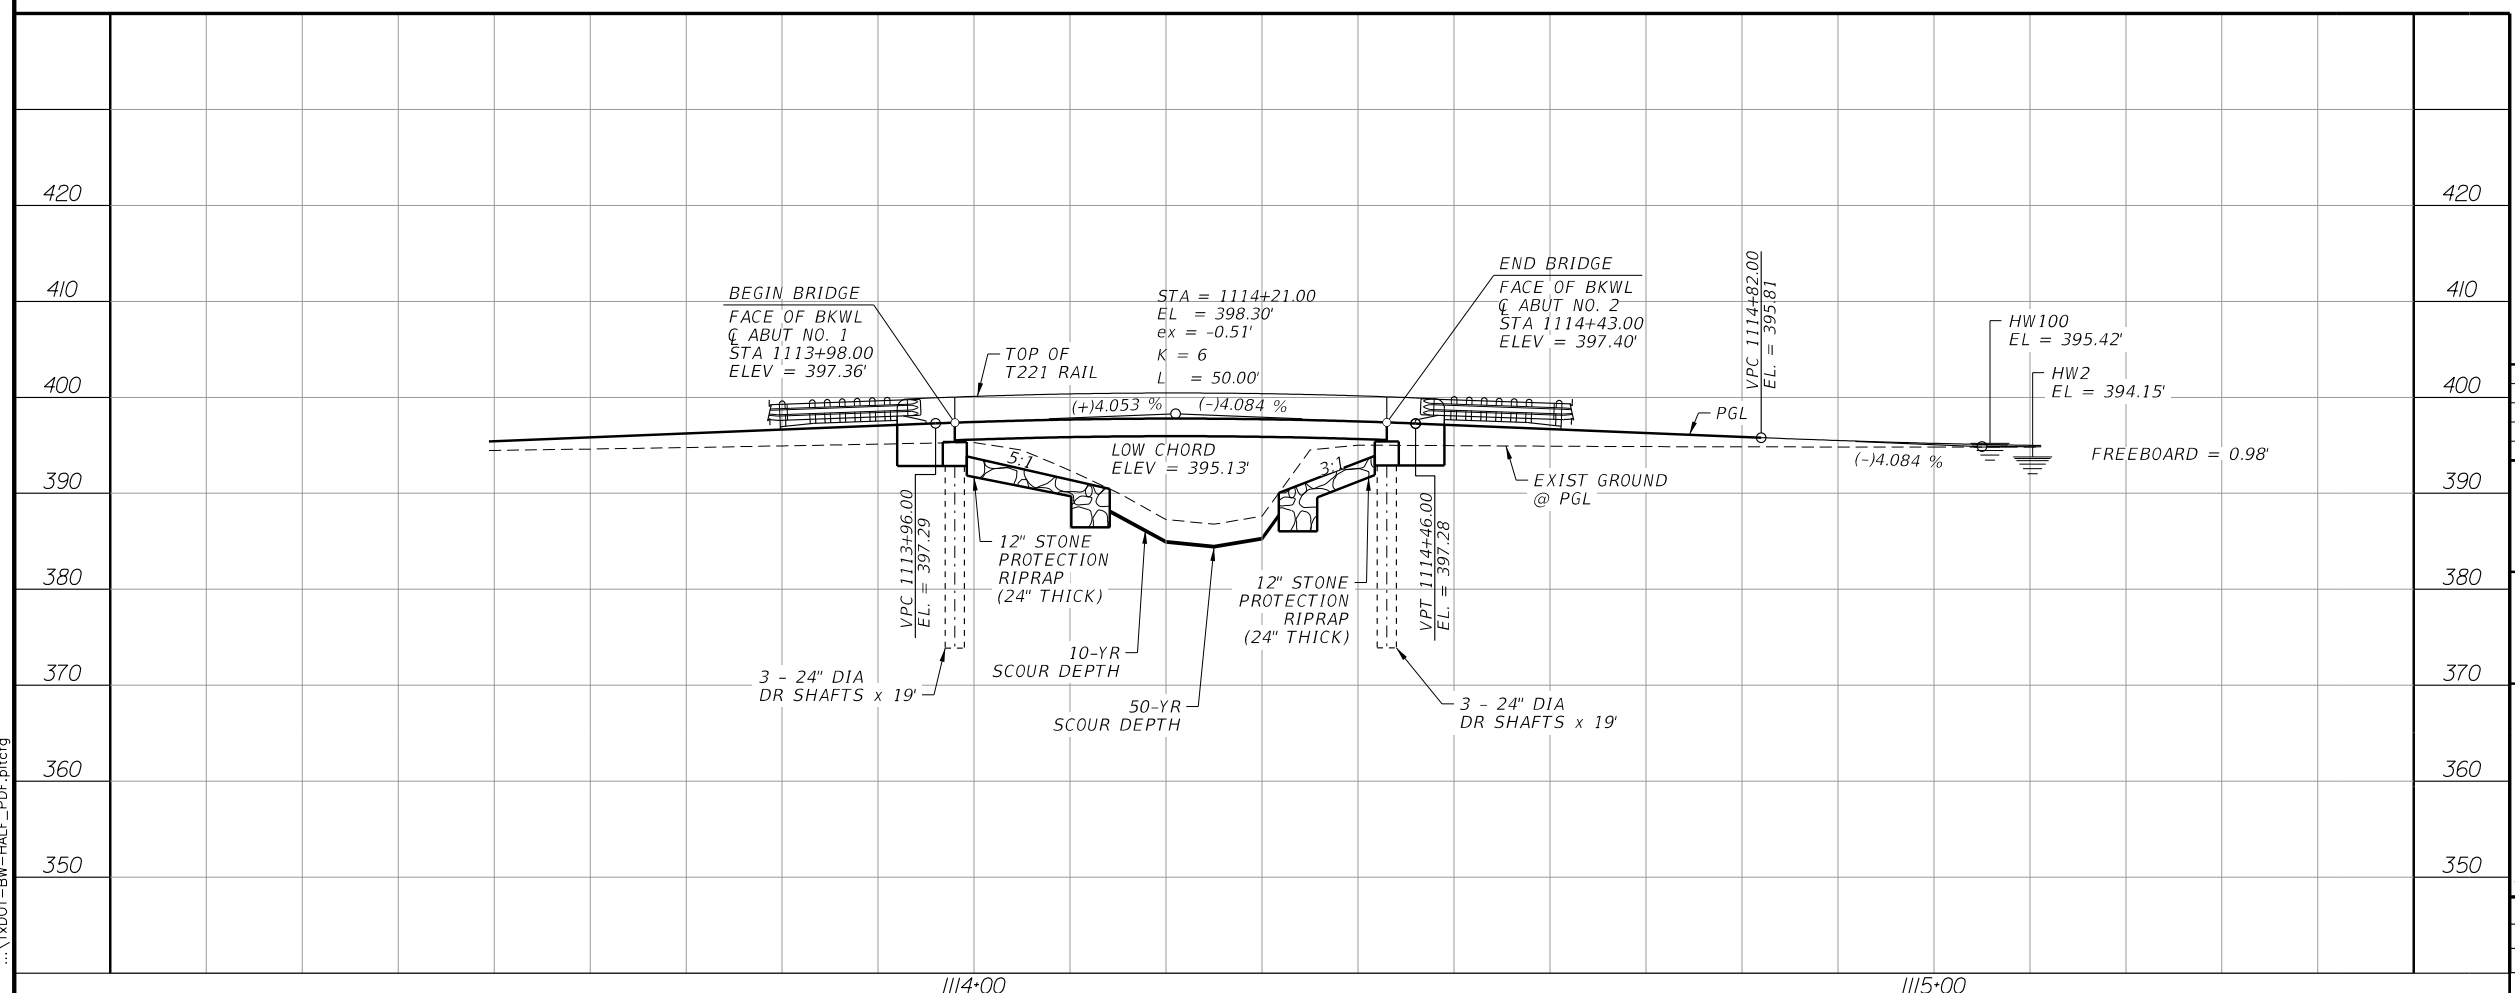 420
410
400
390
380
370
360
350
BEGIN BRIDGE
FACE OF BKWL
℄ ABUT NO. 1
STA 1113+98.00
ELEV = 397.36'
TOP OF
T221 RAIL
STA = 1114+21.00
EL = 398.30'
ex = -0.51'
K = 6
L = 50.00'
(+)4.053 %
(-)4.084 %
END BRIDGE
FACE OF BKWL
℄ ABUT NO. 2
STA 1114+43.00
ELEV = 397.40'
VPC 1114+82.00
EL. = 395.81
HW100
EL = 395.42'
HW2
EL = 394.15'
PGL
(-)4.084 %
FREEBOARD = 0.98'
LOW CHORD
ELEV = 395.13'
5:1
3:1
EXIST GROUND
@ PGL
VPC 1113+96.00
EL. = 397.29
12" STONE
PROTECTION
RIPRAP
(24" THICK)
12" STONE
PROTECTION
RIPRAP
(24" THICK)
VPT 1114+46.00
EL. = 397.28
10-YR
SCOUR DEPTH
50-YR
SCOUR DEPTH
3 - 24" DIA
DR SHAFTS x 19'
3 - 24" DIA
DR SHAFTS x 19'
420
410
400
390
380
370
360
350
1114+00
1115+00
...\TxDOT-BW-HALF_PDF.pltcfg